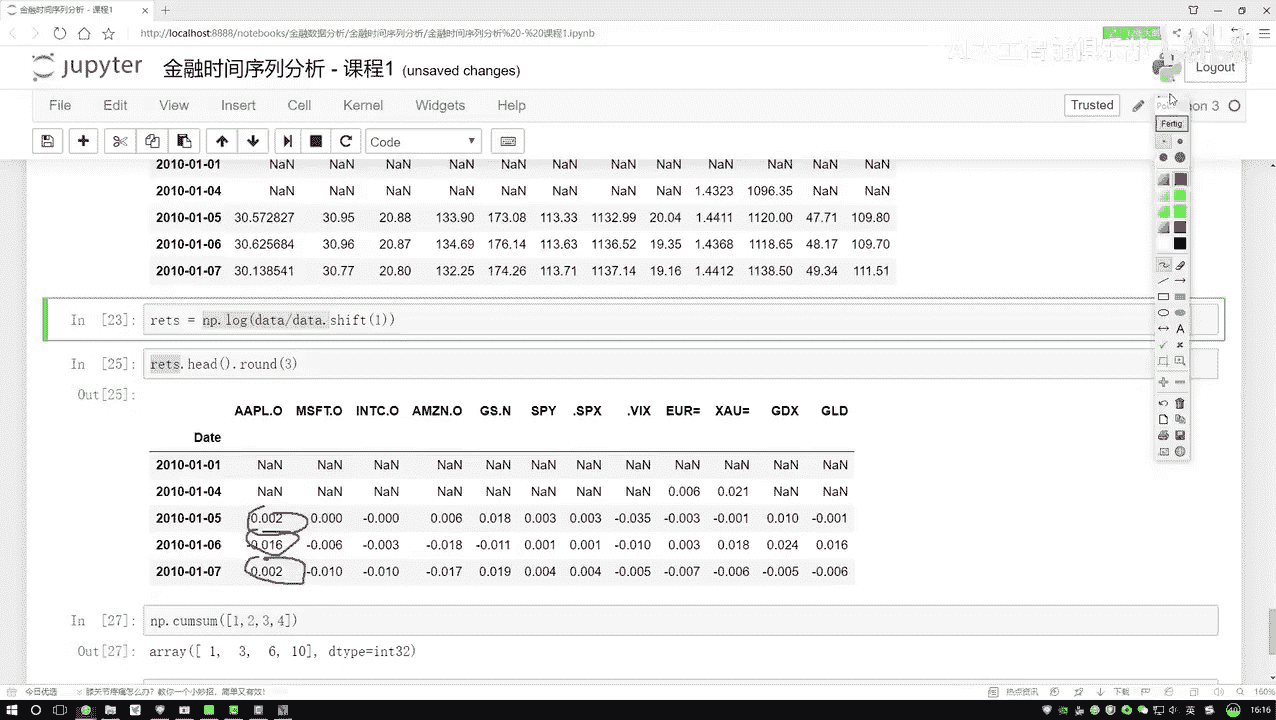 金融时间序列分析 - 课程1
http://localhost:8888/notebooks/金融数据分析/金融时间序列分析/金融时间序列分析%20-%20课程1.ipynb
jupyter 金融时间序列分析 - 课程1 (unsaved changes)
Logout
File Edit View Insert Cell Kernel Widgets Help Trusted
Code
Fertig
2010-01-01 NaN NaN NaN NaN NaN NaN NaN NaN NaN NaN NaN NaN
2010-01-04 NaN NaN NaN NaN NaN NaN NaN NaN 1.4323 1096.35 NaN NaN
2010-01-05 30.572827 30.95 20.88 133.90 173.08 113.33 1132.99 20.04 1.4411 1120.00 47.71 109.80
2010-01-06 30.625684 30.96 20.87 134.69 176.14 113.63 1136.52 19.35 1.4368 1118.65 48.17 109.70
2010-01-07 30.138541 30.77 20.80 132.25 174.26 113.71 1137.14 19.16 1.4412 1138.50 49.34 111.51
In [23]: rets = np.log(data/data.shift(1))
In [25]: rets.head().round(3)
Out[25]:
AAPL.O MSFT.O INTC.O AMZN.O GS.N SPY .SPX .VIX EUR= XAU= GDX GLD
Date
2010-01-01 NaN NaN NaN NaN NaN NaN NaN NaN NaN NaN NaN NaN
2010-01-04 NaN NaN NaN NaN NaN NaN NaN NaN 0.006 0.021 NaN NaN
2010-01-05 0.002 0.000 -0.000 0.006 0.018 0.003 0.003 -0.035 -0.003 -0.001 0.010 -0.001
2010-01-06 -0.016 -0.006 -0.003 -0.018 -0.011 0.001 0.001 -0.010 0.003 0.018 0.024 0.016
2010-01-07 0.002 -0.010 -0.010 -0.017 0.019 0.004 0.004 -0.005 -0.007 -0.006 -0.005 -0.006
In [27]: np.cumsum([1,2,3,4])
Out[27]: array([ 1, 3, 6, 10], dtype=int32)
今日优选 膝关节疼痛怎么办? 教你一个小妙招,简单又有效! 热点资讯 下载 160%
英 16:16